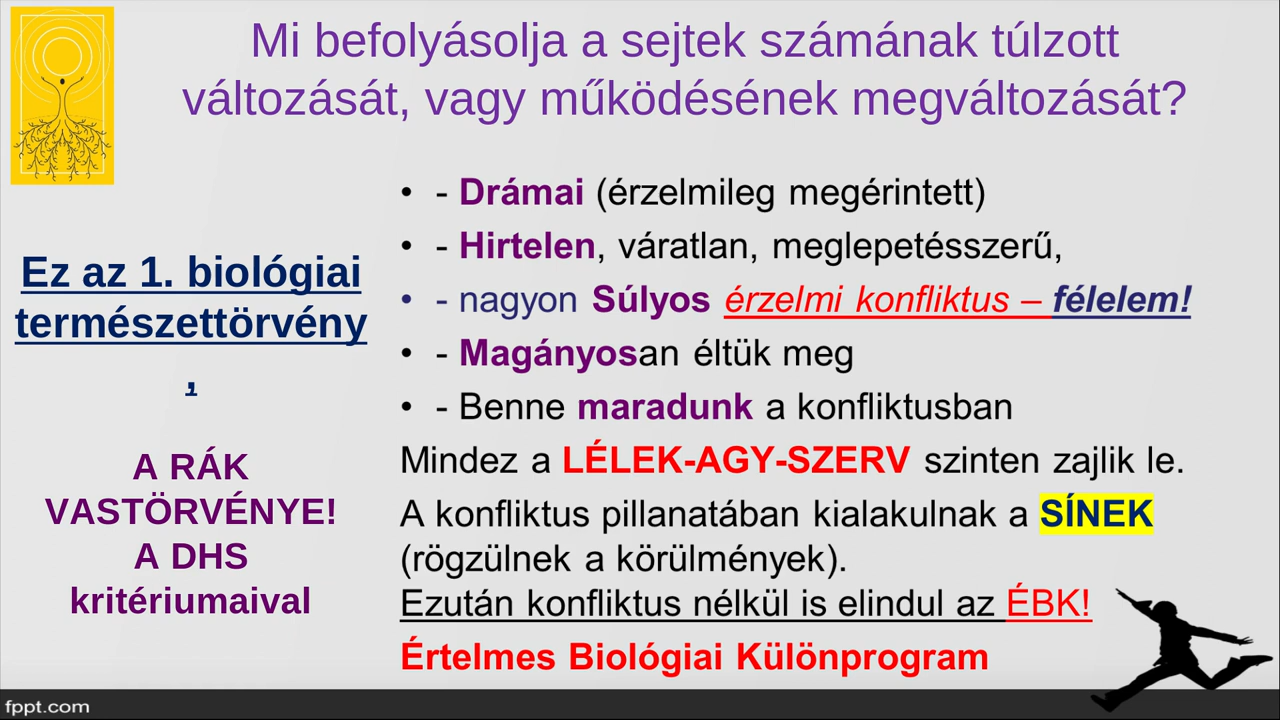 Mi befolyásolja a sejtek számának túlzott
változását, vagy működésének megváltozását?
Ez az 1. biológiai
természettörvény
,
A RÁK
VASTÖRVÉNYE!
A DHS
kritériumaival
• - Drámai (érzelmileg megérintett)
• - Hirtelen, váratlan, meglepetésszerű,
• - nagyon Súlyos érzelmi konfliktus – félelem!
• - Magányosan éltük meg
• - Benne maradunk a konfliktusban
Mindez a LÉLEK-AGY-SZERV szinten zajlik le.
A konfliktus pillanatában kialakulnak a SÍNEK
(rögzülnek a körülmények).
Ezután konfliktus nélkül is elindul az ÉBK!
Értelmes Biológiai Különprogram
fppt.com